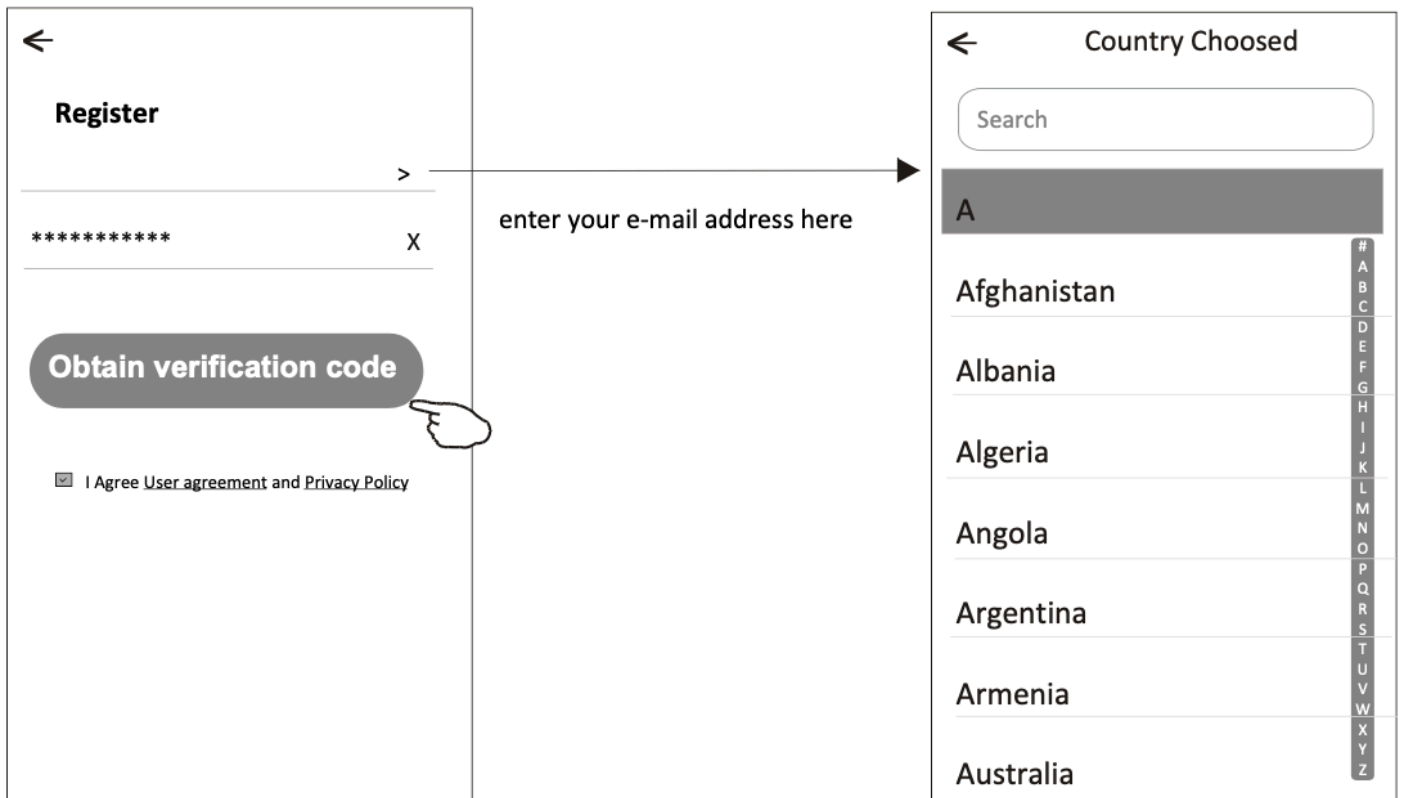 ←
Register
>
*********** X
Obtain verification code
I Agree User agreement and Privacy Policy
enter your e-mail address here
← Country Choosed
Search
A
Afghanistan
Albania
Algeria
Angola
Argentina
Armenia
Australia
#
A
B
C
D
E
F
G
H
I
J
K
L
M
N
O
P
Q
R
S
T
U
V
W
X
Y
Z